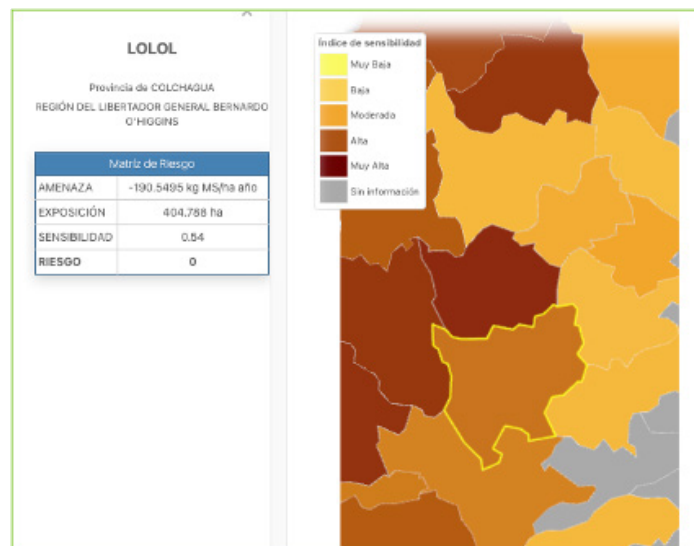 LOLOL
Provincia de COLCHAGUA
REGIÓN DEL LIBERTADOR GENERAL BERNARDO
O'HIGGINS
Matriz de Riesgo
AMENAZA -190.5495 kg MS/ha año
EXPOSICIÓN 404.788 ha
SENSIBILIDAD 0.54
RIESGO 0
Índice de sensibilidad
Muy Baja
Baja
Moderada
Alta
Muy Alta
Sin información